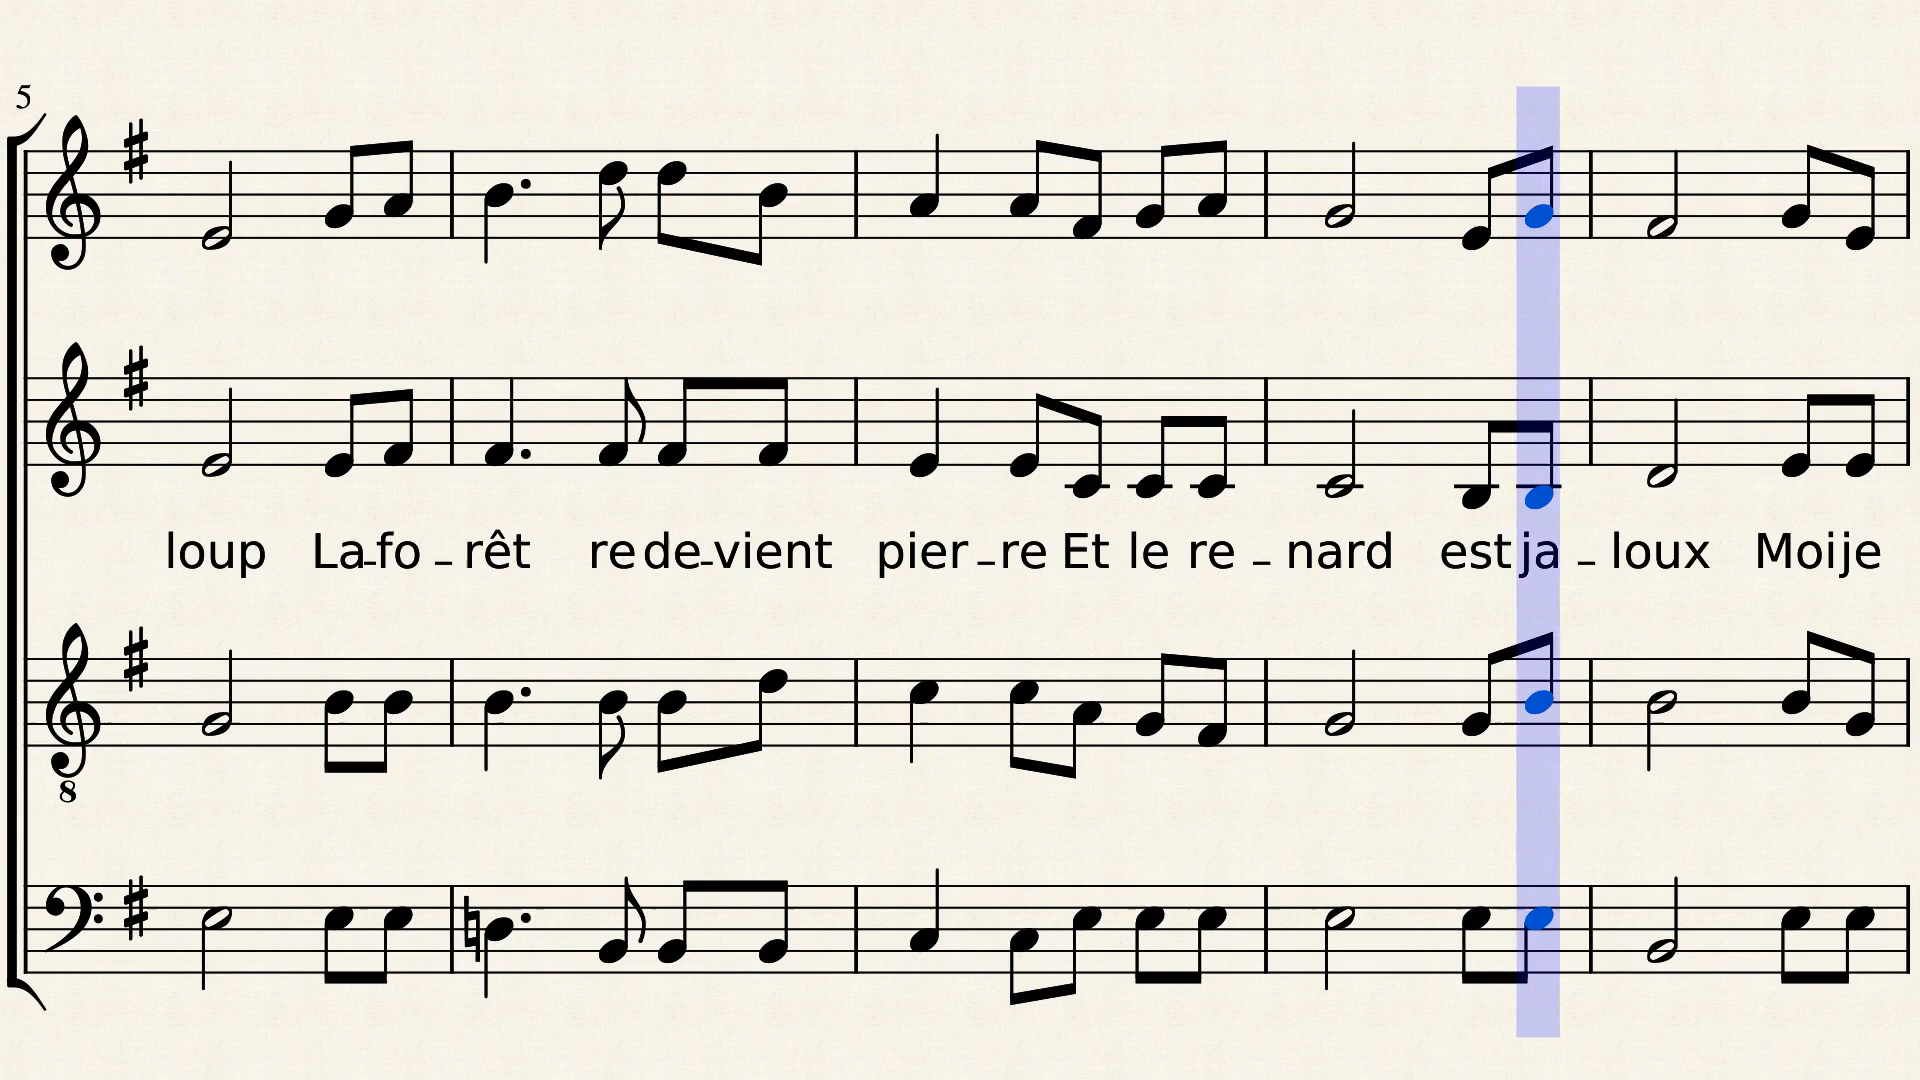 5
loup La-fo - rêt re de-vient pier - re Et le re - nard est ja - loux Moi je
8